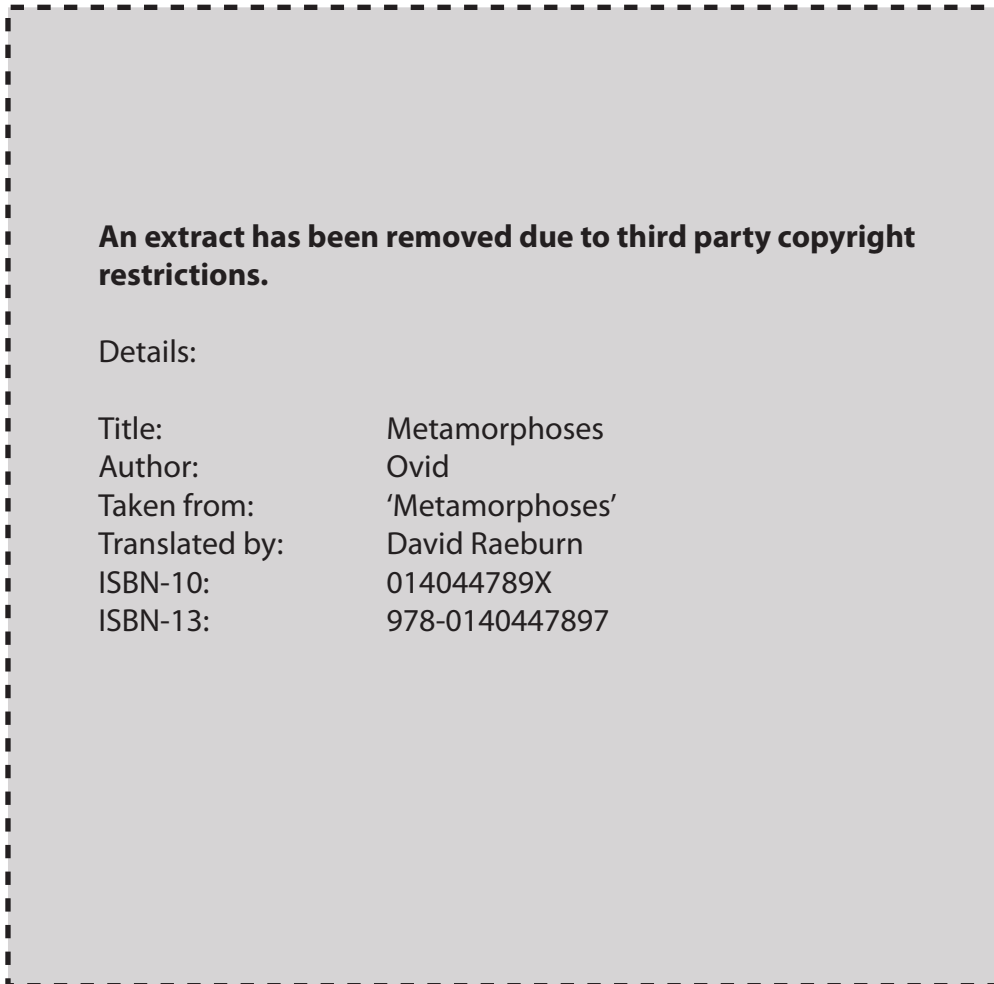 An extract has been removed due to third party copyright
restrictions.
Details:
Title: Metamorphoses
Author: Ovid
Taken from: ‘Metamorphoses’
Translated by: David Raeburn
ISBN-10: 014044789X
ISBN-13: 978-0140447897